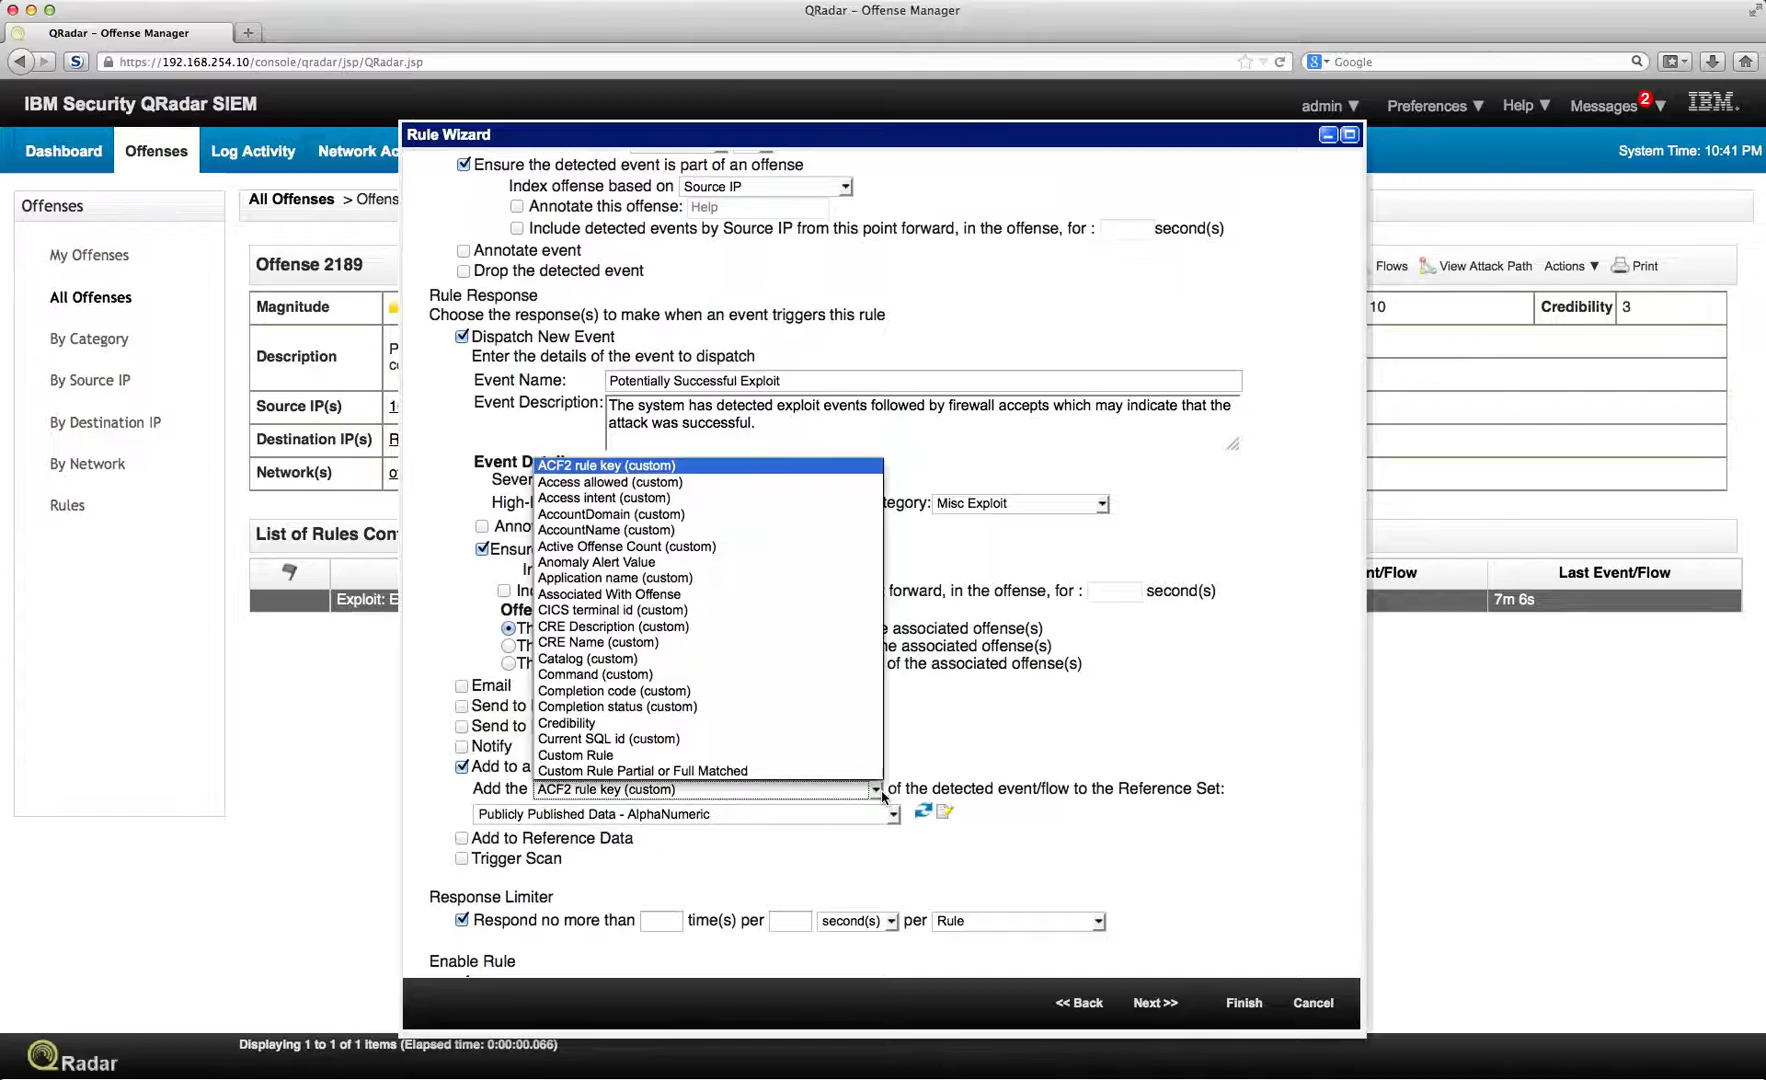 QRadar – Offense Manager
QRadar – Offense Manager
https://192.168.254.10/console/qradar/jsp/QRadar.jsp
Google
IBM Security QRadar SIEM
admin ▼ Preferences ▼ Help ▼ Messages 2 ▼ IBM.
Dashboard Offenses Log Activity Network Ac
System Time: 10:41 PM
Rule Wizard
Offenses
My Offenses
All Offenses
By Category
By Source IP
By Destination IP
By Network
Rules
All Offenses > Offens
Offense 2189
Flows View Attack Path Actions ▼ Print
Magnitude
10 Credibility 3
Description P
Source IP(s) 1
Destination IP(s) R
Network(s) o
List of Rules Con
nt/Flow Last Event/Flow
Exploit: E 7m 6s
Ensure the detected event is part of an offense
Index offense based on Source IP
Annotate this offense: Help
Include detected events by Source IP from this point forward, in the offense, for : second(s)
Annotate event
Drop the detected event
Rule Response
Choose the response(s) to make when an event triggers this rule
Dispatch New Event
Enter the details of the event to dispatch
Event Name: Potentially Successful Exploit
Event Description: The system has detected exploit events followed by firewall accepts which may indicate that the
attack was successful.
Event D
Sever
High-l tegory: Misc Exploit
Anno
Ensure
In
Inc forward, in the offense, for : second(s)
Offe
Th e associated offense(s)
Th he associated offense(s)
Th of the associated offense(s)
ACF2 rule key (custom)
Access allowed (custom)
Access intent (custom)
AccountDomain (custom)
AccountName (custom)
Active Offense Count (custom)
Anomaly Alert Value
Application name (custom)
Associated With Offense
CICS terminal id (custom)
CRE Description (custom)
CRE Name (custom)
Catalog (custom)
Command (custom)
Completion code (custom)
Completion status (custom)
Credibility
Current SQL id (custom)
Custom Rule
Custom Rule Partial or Full Matched
Email
Send to
Send to
Notify
Add to a
Add the ACF2 rule key (custom) of the detected event/flow to the Reference Set:
Publicly Published Data - AlphaNumeric
Add to Reference Data
Trigger Scan
Response Limiter
Respond no more than time(s) per second(s) per Rule
Enable Rule
<< Back Next >> Finish Cancel
Displaying 1 to 1 of 1 items (Elapsed time: 0:00:00.066)
QRadar